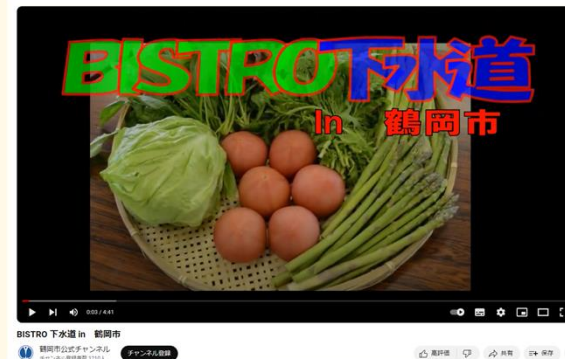 BISTRO下水道
In 鶴岡市
0:03 / 4:41
BISTRO 下水道 in 鶴岡市
鶴岡市公式チャンネル
チャンネル登録
高評価
共有
保存